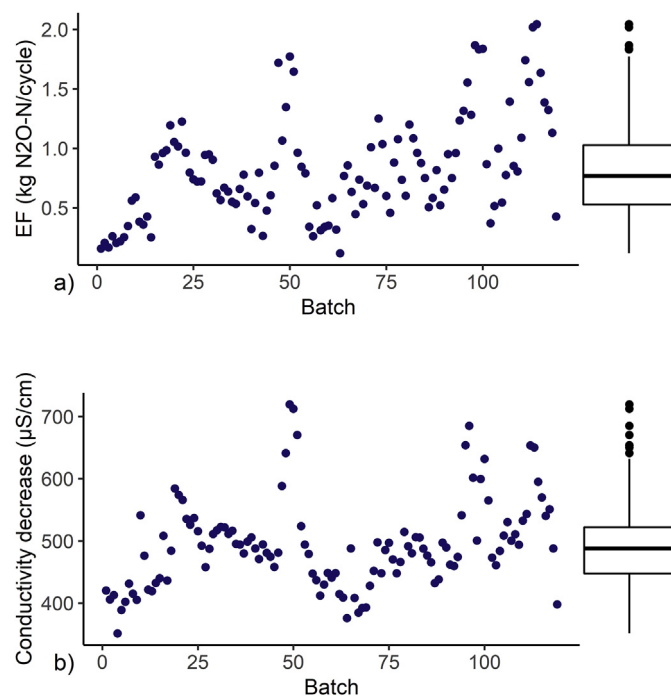 2.0
1.5
1.0
0.5
EF (kg N2O-N/cycle)
a)
0 25 50 75 100
Batch
700
600
500
400
Conductivity decrease (µS/cm)
b)
0 25 50 75 100
Batch